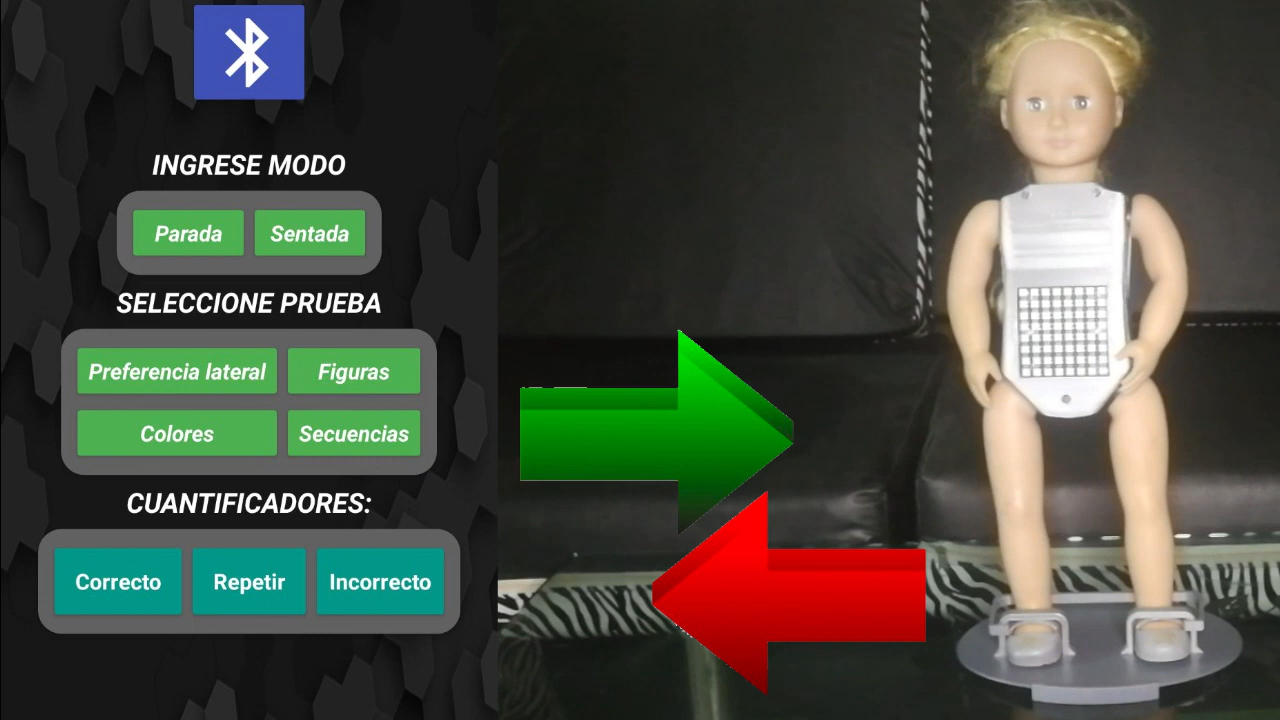 INGRESE MODO
Parada Sentada
SELECCIONE PRUEBA
Preferencia lateral Figuras
Colores Secuencias
CUANTIFICADORES:
Correcto Repetir Incorrecto